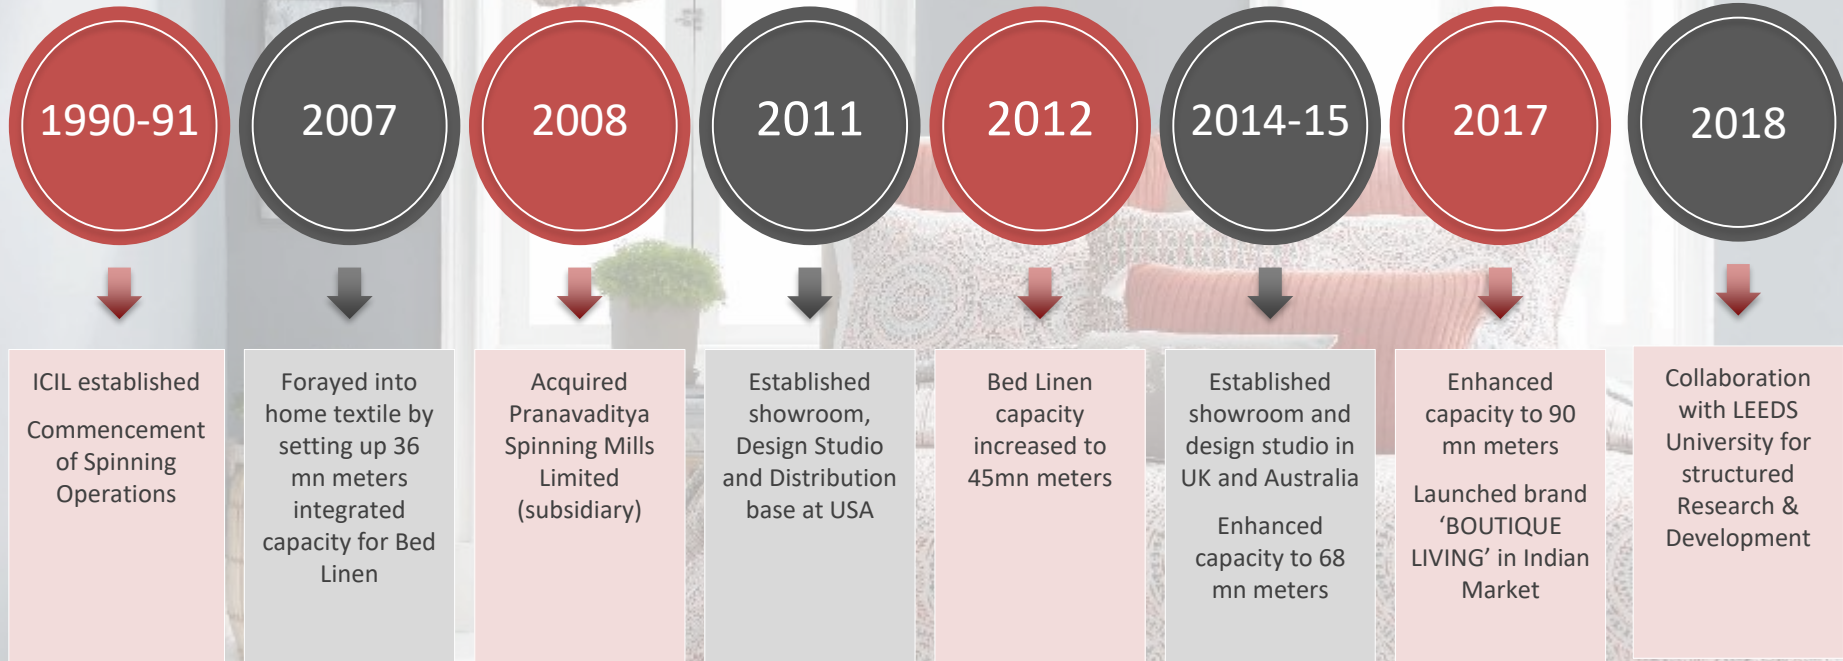 1990-91
2007
2008
2011
2012
2014-15
2017
2018
ICIL established
Commencement
of Spinning
Operations
Forayed into
home textile by
setting up 36
mn meters
integrated
capacity for Bed
Linen
Acquired
Pranavaditya
Spinning Mills
Limited
(subsidiary)
Established
showroom,
Design Studio
and Distribution
base at USA
Bed Linen
capacity
increased to
45mn meters
Established
showroom and
design studio in
UK and Australia
Enhanced
capacity to 68
mn meters
Enhanced
capacity to 90
mn meters
Launched brand
‘BOUTIQUE
LIVING’ in Indian
Market
Collaboration
with LEEDS
University for
structured
Research &
Development